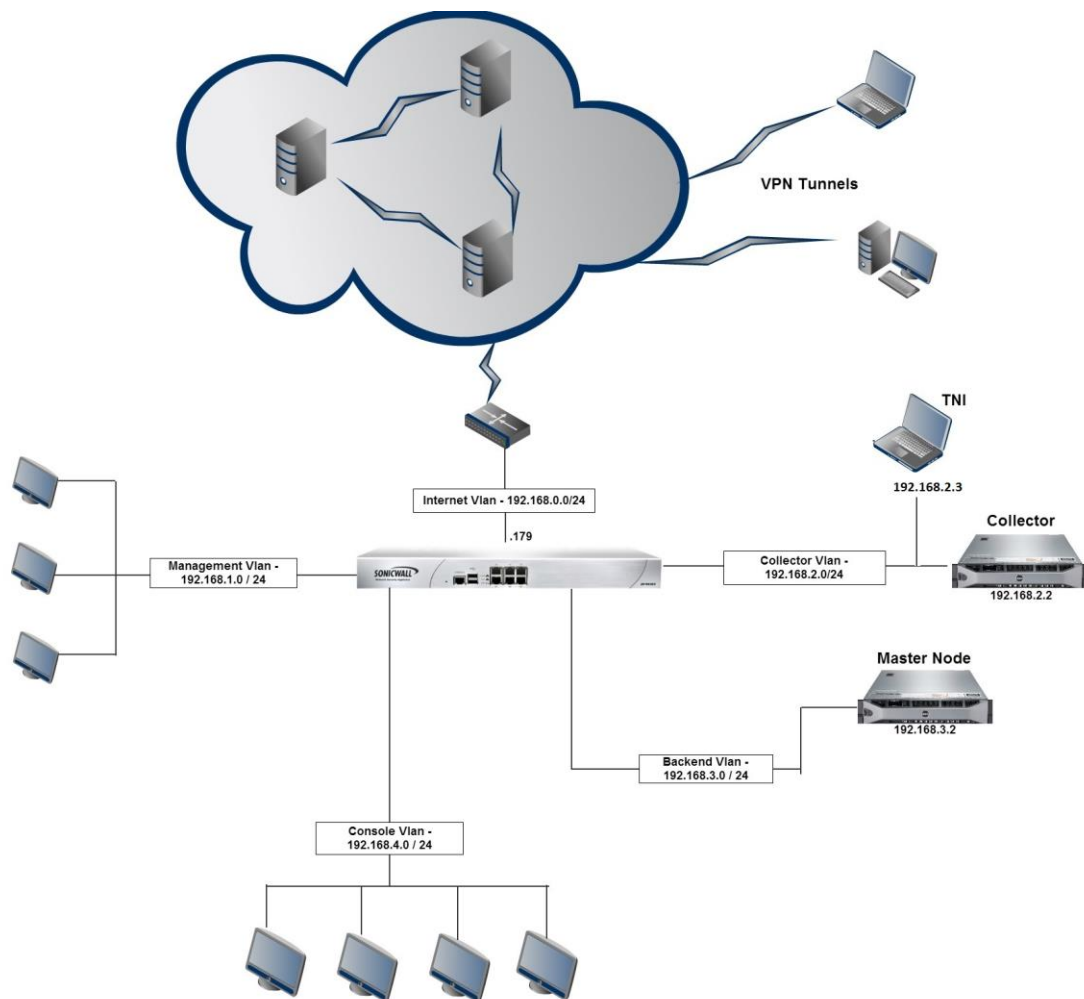 VPN Tunnels
TNI
192.168.2.3
Internet Vlan - 192.168.0.0/24
.179
Collector
Management Vlan -
192.168.1.0 / 24
SONICWALL
Collector Vlan -
192.168.2.0/24
192.168.2.2
Master Node
192.168.3.2
Backend Vlan -
192.168.3.0 / 24
Console Vlan -
192.168.4.0 / 24